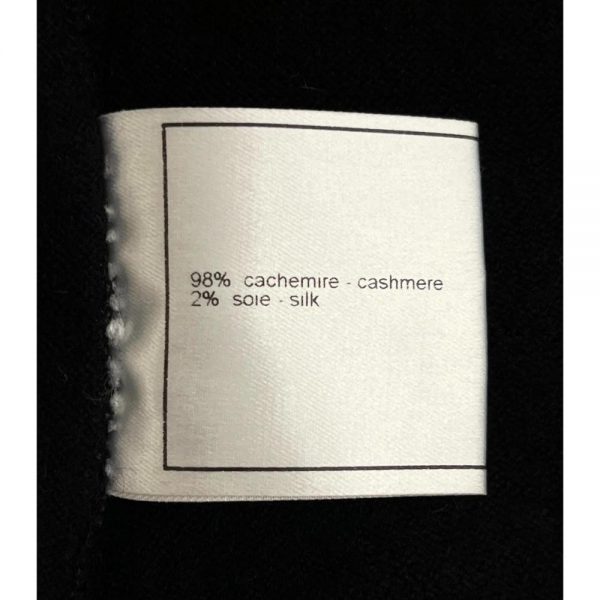 98% cachemire - cashmere
2% soie - silk